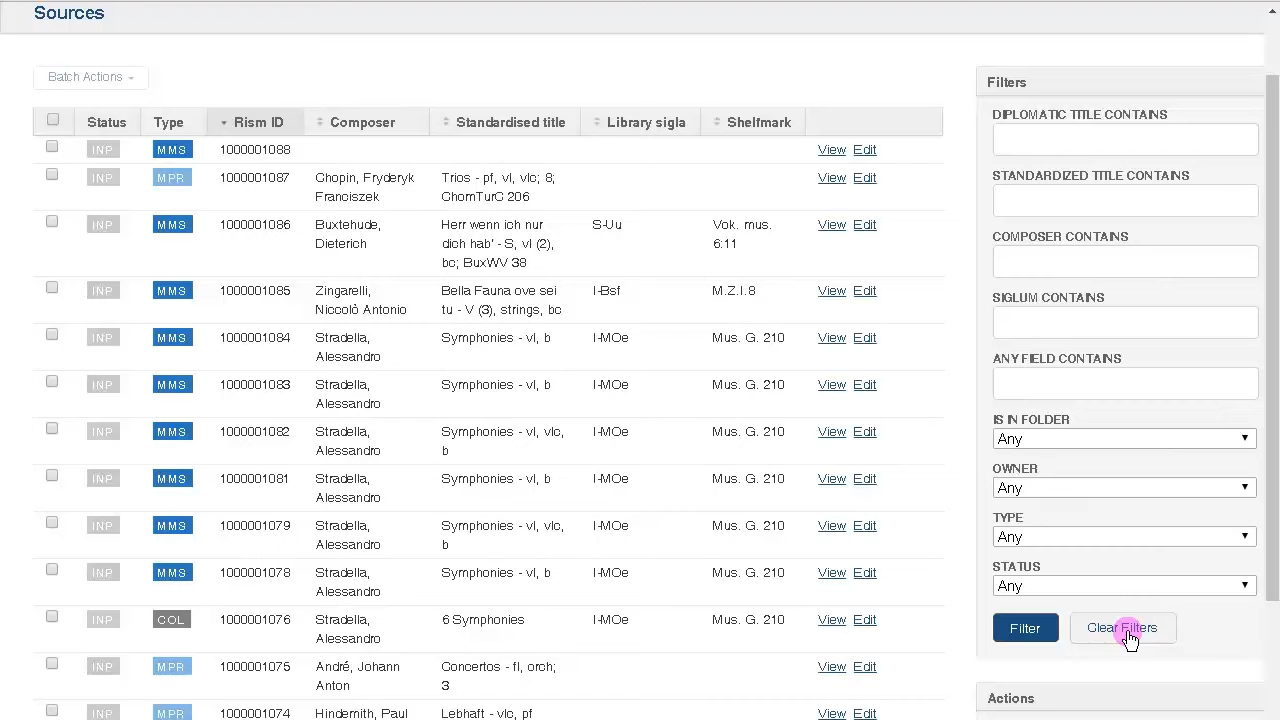 Sources
Batch Actions
Status Type Rism ID Composer Standardised title Library sigla Shelfmark
INP MMS 1000001088 View Edit
INP MPR 1000001087 Chopin, Fryderyk Trios - pf, vl, vlc; 8; View Edit
Franciszek ChomTurC 206
INP MMS 1000001086 Buxtehude, Herr wenn ich nur S-Uu Vok. mus. View Edit
Dieterich dich hab' - S, vl (2), 6:11
bc; BuxWV 38
INP MMS 1000001085 Zingarelli, Bella Fauna ove sei I-Bsf M.Z.I.8 View Edit
Niccolò Antonio tu - V (3), strings, bc
INP MMS 1000001084 Stradella, Symphonies - vl, b I-MOe Mus. G. 210 View Edit
Alessandro
INP MMS 1000001083 Stradella, Symphonies - vl, b I-MOe Mus. G. 210 View Edit
Alessandro
INP MMS 1000001082 Stradella, Symphonies - vl, vlc, I-MOe Mus. G. 210 View Edit
Alessandro b
INP MMS 1000001081 Stradella, Symphonies - vl, b I-MOe Mus. G. 210 View Edit
Alessandro
INP MMS 1000001079 Stradella, Symphonies - vl, vlc, I-MOe Mus. G. 210 View Edit
Alessandro b
INP MMS 1000001078 Stradella, Symphonies - vl, b I-MOe Mus. G. 210 View Edit
Alessandro
INP COL 1000001076 Stradella, 6 Symphonies I-MOe Mus. G. 210 View Edit
Alessandro
INP MPR 1000001075 André, Johann Concertos - fl, orch; View Edit
Anton 3
INP MPR 1000001074 Hindemith, Paul Lebhaft - vlc, pf View Edit
Filters
DIPLOMATIC TITLE CONTAINS
STANDARDIZED TITLE CONTAINS
COMPOSER CONTAINS
SIGLUM CONTAINS
ANY FIELD CONTAINS
IS IN FOLDER
Any
OWNER
Any
TYPE
Any
STATUS
Any
Filter Clear Filters
Actions